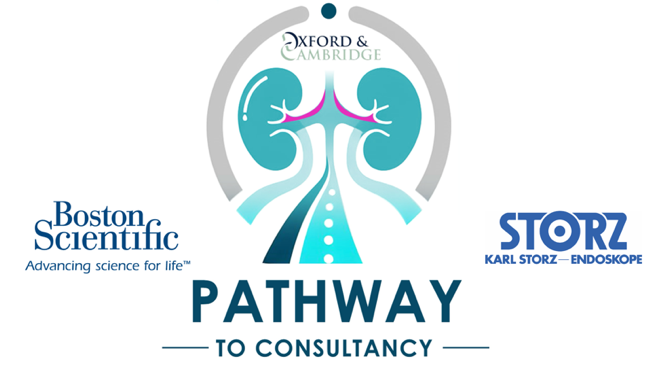 OXFORD &
CAMBRIDGE
Boston
Scientific
Advancing science for life™
STORZ
KARL STORZ—ENDOSKOPE
PATHWAY
TO CONSULTANCY